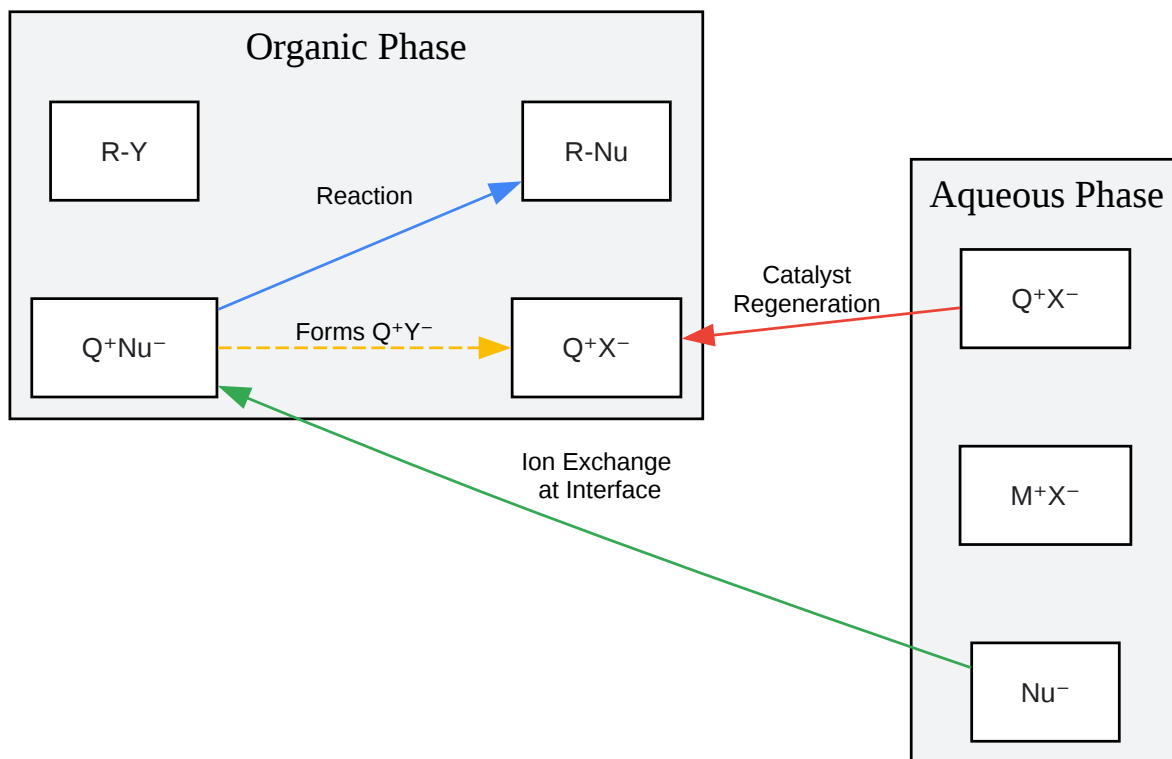 Organic Phase
R-Y
R-Nu
Reaction
Q⁺Nu⁻
Forms Q⁺Y⁻
Q⁺X⁻
Aqueous Phase
Q⁺X⁻
Catalyst
Regeneration
M⁺X⁻
Ion Exchange
at Interface
Nu⁻